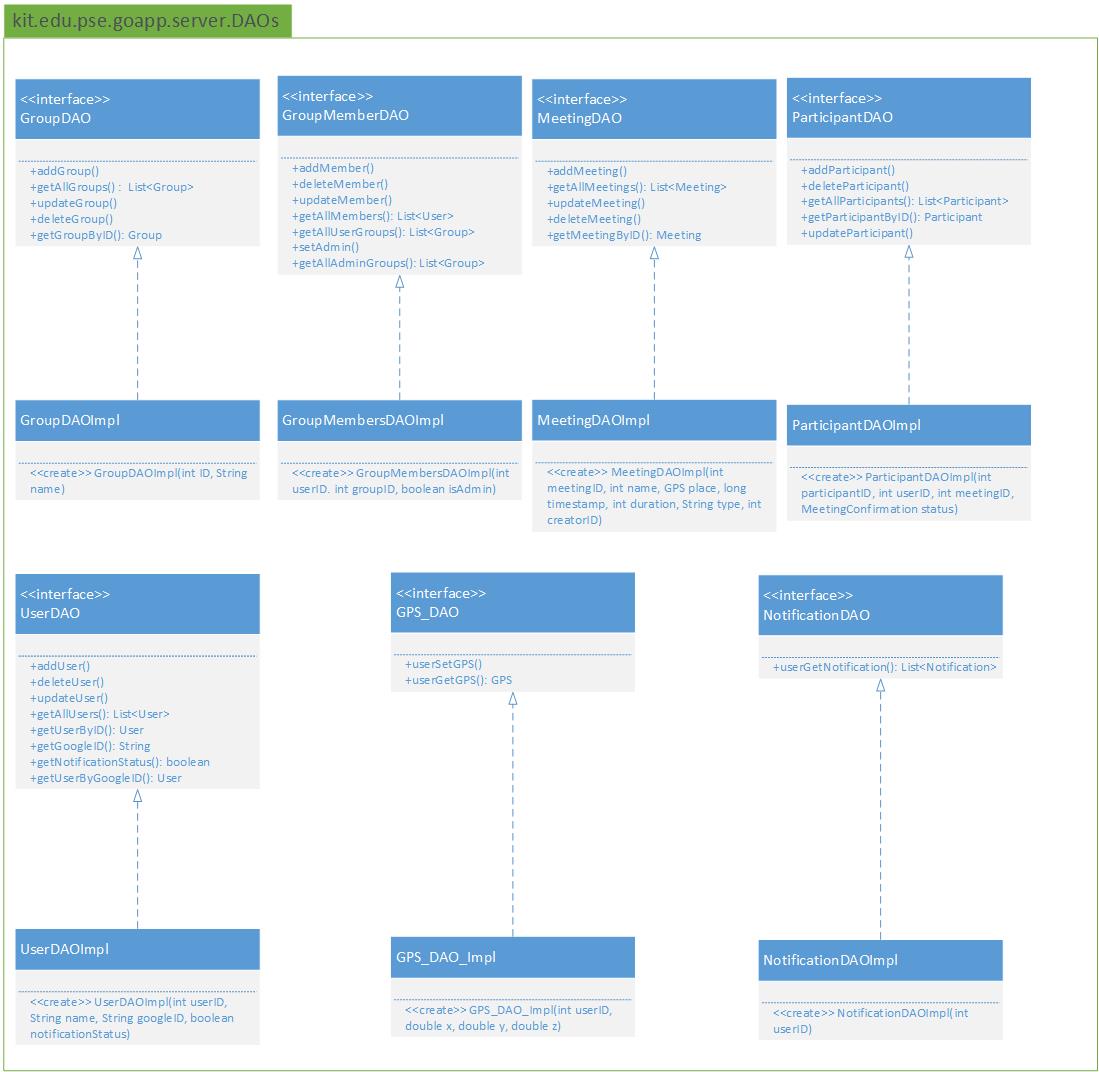 kit.edu.pse.goapp.server.DAOs
<<interface>>
GroupDAO
+addGroup()
+getAllGroups() : List<Group>
+updateGroup()
+deleteGroup()
+getGroupByID(): Group
<<interface>>
GroupMemberDAO
+addMember()
+deleteMember()
+updateMember()
+getAllMembers(): List<User>
+getAllUserGroups(): List<Group>
+setAdmin()
+getAllAdminGroups(): List<Group>
<<interface>>
MeetingDAO
+addMeeting()
+getAllMeetings(): List<Meeting>
+updateMeeting()
+deleteMeeting()
+getMeetingByID(): Meeting
<<interface>>
ParticipantDAO
+addParticipant()
+deleteParticipant()
+getAllParticipants(): List<Participant>
+getParticipantByID(): Participant
+updateParticipant()
GroupDAOImpl
<<create>> GroupDAOImpl(int ID, String
name)
GroupMembersDAOImpl
<<create>> GroupMembersDAOImpl(int
userID. int groupID, boolean isAdmin)
MeetingDAOImpl
<<create>> MeetingDAOImpl(int
meetingID, int name, GPS place, long
timestamp, int duration, String type, int
creatorID)
ParticipantDAOImpl
<<create>> ParticipantDAOImpl(int
participantID, int userID, int meetingID,
MeetingConfirmation status)
<<interface>>
UserDAO
+addUser()
+deleteUser()
+updateUser()
+getAllUsers(): List<User>
+getUserByID(): User
+getGoogleID(): String
+getNotificationStatus(): boolean
+getUserByGoogleID(): User
<<interface>>
GPS_DAO
+userSetGPS()
+userGetGPS(): GPS
<<interface>>
NotificationDAO
+userGetNotification(): List<Notification>
UserDAOImpl
<<create>> UserDAOImpl(int userID,
String name, String googleID, boolean
notificationStatus)
GPS_DAO_Impl
<<create>> GPS_DAO_Impl(int userID,
double x, double y, double z)
NotificationDAOImpl
<<create>> NotificationDAOImpl(int
userID)